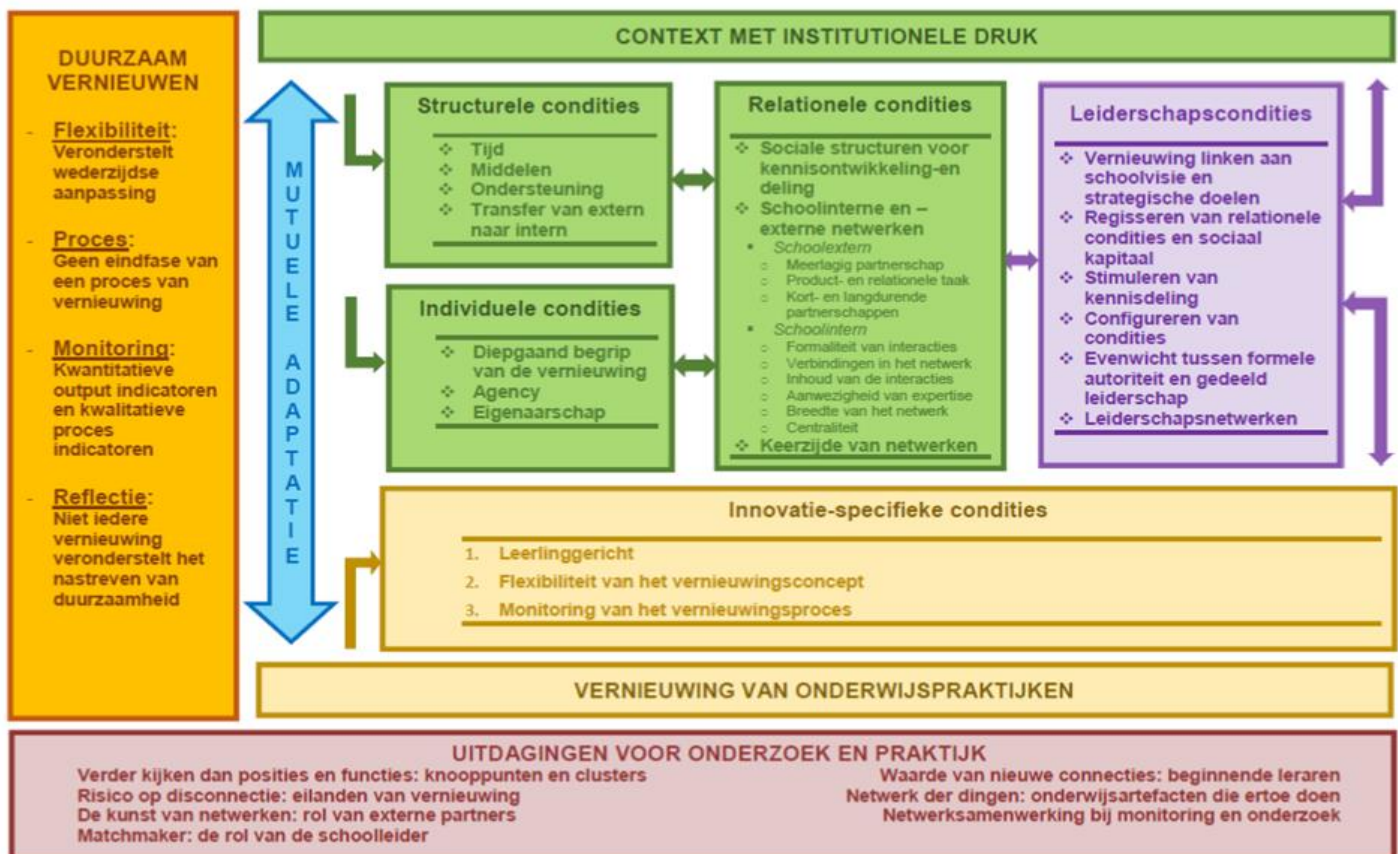 DUURZAAM
VERNIEUWEN
- Flexibiliteit:
Veronderstelt
wederzijdse
aanpassing
- Proces:
Geen eindfase van
een proces van
vernieuwing
- Monitoring:
Kwantitatieve
output indicatoren
en kwalitatieve
proces
indicatoren
- Reflectie:
Niet iedere
vernieuwing
veronderstelt het
nastreven van
duurzaamheid
MUTUELE ADAPTATIE
CONTEXT MET INSTITUTIONELE DRUK
Structurele condities
❖ Tijd
❖ Middelen
❖ Ondersteuning
❖ Transfer van extern
naar intern
Individuele condities
❖ Diepgaand begrip
van de vernieuwing
❖ Agency
❖ Eigenaarschap
Relationele condities
❖ Sociale structuren voor
kennisontwikkeling-en
deling
❖ Schoolinterne en –
externe netwerken
▪ Schoolextern
o Meerlagig partnerschap
o Product- en relationele taak
o Kort- en langdurende
partnerschappen
▪ Schoolintern
o Formaliteit van interacties
o Verbindingen in het netwerk
o Inhoud van de interacties
o Aanwezigheid van expertise
o Breedte van het netwerk
o Centraliteit
❖ Keerzijde van netwerken
Leiderschapscondities
❖ Vernieuwing linken aan
schoolvisie en
strategische doelen
❖ Regisseren van relationele
condities en sociaal
kapitaal
❖ Stimuleren van
kennisdeling
❖ Configureren van
condities
❖ Evenwicht tussen formele
autoriteit en gedeeld
leiderschap
❖ Leiderschapsnetwerken
Innovatie-specifieke condities
1. Leerlinggericht
2. Flexibiliteit van het vernieuwingsconcept
3. Monitoring van het vernieuwingsproces
VERNIEUWING VAN ONDERWIJSPRAKTIJKEN
UITDAGINGEN VOOR ONDERZOEK EN PRAKTIJK
Verder kijken dan posities en functies: knooppunten en clusters
Risico op disconnectie: eilanden van vernieuwing
De kunst van netwerken: rol van externe partners
Matchmaker: de rol van de schoolleider
Waarde van nieuwe connecties: beginnende leraren
Netwerk der dingen: onderwijsartefacten die ertoe doen
Netwerksamenwerking bij monitoring en onderzoek